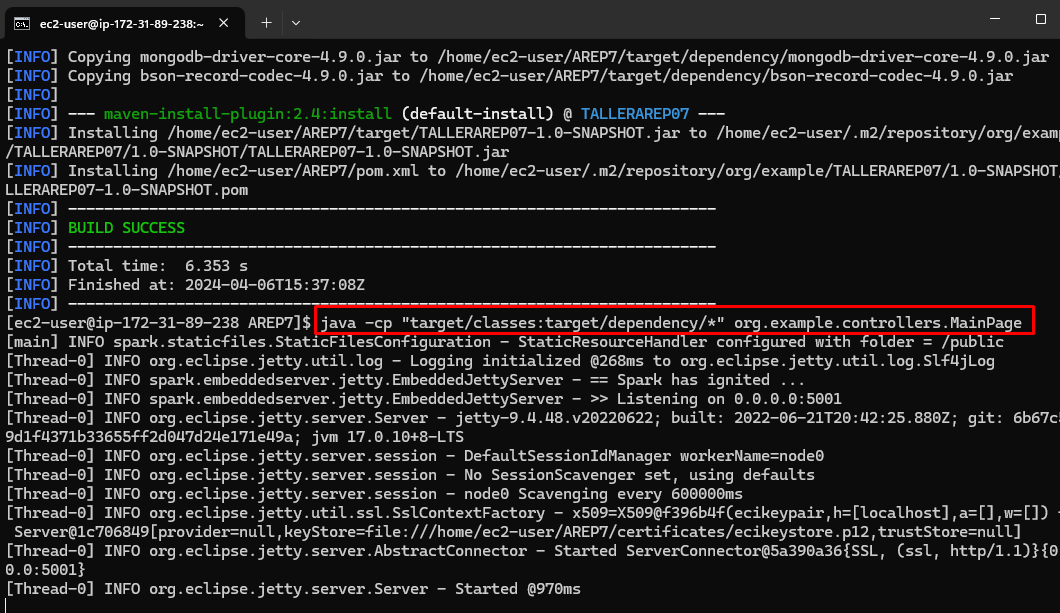 ec2-user@ip-172-31-89-238:~
[INFO] Copying mongodb-driver-core-4.9.0.jar to /home/ec2-user/AREP7/target/dependency/mongodb-driver-core-4.9.0.jar
[INFO] Copying bson-record-codec-4.9.0.jar to /home/ec2-user/AREP7/target/dependency/bson-record-codec-4.9.0.jar
[INFO]
[INFO] --- maven-install-plugin:2.4:install (default-install) @ TALLERAREP07 ---
[INFO] Installing /home/ec2-user/AREP7/target/TALLERAREP07-1.0-SNAPSHOT.jar to /home/ec2-user/.m2/repository/org/examp
/TALLERAREP07/1.0-SNAPSHOT/TALLERAREP07-1.0-SNAPSHOT.jar
[INFO] Installing /home/ec2-user/AREP7/pom.xml to /home/ec2-user/.m2/repository/org/example/TALLERAREP07/1.0-SNAPSHOT/
LLERAREP07-1.0-SNAPSHOT.pom
[INFO] ------------------------------------------------------------------------
[INFO] BUILD SUCCESS
[INFO] ------------------------------------------------------------------------
[INFO] Total time:  6.353 s
[INFO] Finished at: 2024-04-06T15:37:08Z
[INFO] ------------------------------------------------------------------------
[ec2-user@ip-172-31-89-238 AREP7]$ java -cp "target/classes:target/dependency/*" org.example.controllers.MainPage
[main] INFO spark.staticfiles.StaticFilesConfiguration - StaticResourceHandler configured with folder = /public
[Thread-0] INFO org.eclipse.jetty.util.log - Logging initialized @268ms to org.eclipse.jetty.util.log.Slf4jLog
[Thread-0] INFO spark.embeddedserver.jetty.EmbeddedJettyServer - == Spark has ignited ...
[Thread-0] INFO spark.embeddedserver.jetty.EmbeddedJettyServer - >> Listening on 0.0.0.0:5001
[Thread-0] INFO org.eclipse.jetty.server.Server - jetty-9.4.48.v20220622; built: 2022-06-21T20:42:25.880Z; git: 6b67c5
9d1f4371b33655ff2d047d24e171e49a; jvm 17.0.10+8-LTS
[Thread-0] INFO org.eclipse.jetty.server.session - DefaultSessionIdManager workerName=node0
[Thread-0] INFO org.eclipse.jetty.server.session - No SessionScavenger set, using defaults
[Thread-0] INFO org.eclipse.jetty.server.session - node0 Scavenging every 600000ms
[Thread-0] INFO org.eclipse.jetty.util.ssl.SslContextFactory - x509=X509@f396b4f(ecikeypair,h=[localhost],a=[],w=[])
Server@1c706849[provider=null,keyStore=file:///home/ec2-user/AREP7/certificates/ecikeystore.p12,trustStore=null]
[Thread-0] INFO org.eclipse.jetty.server.AbstractConnector - Started ServerConnector@5a390a36{SSL, (ssl, http/1.1)}{0
0.0:5001}
[Thread-0] INFO org.eclipse.jetty.server.Server - Started @970ms